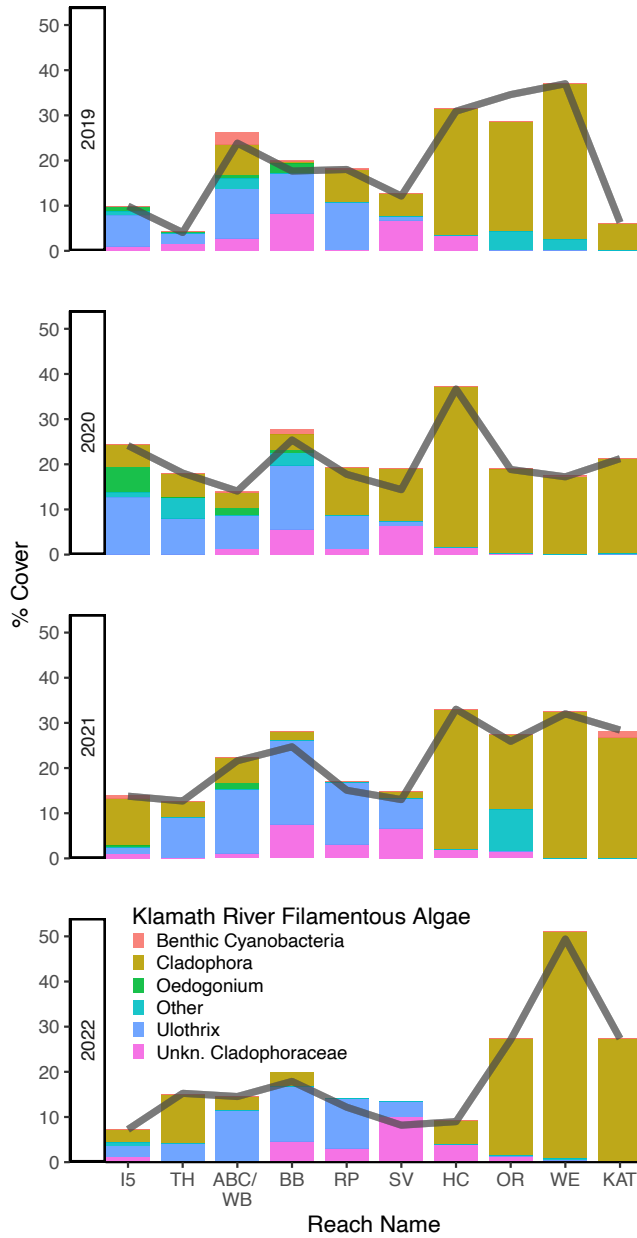 50
40
30
20
10
0
2019
50
40
30
20
10
0
2020
% Cover
50
40
30
20
10
0
2021
50
40
30
20
10
0
2022
Klamath River Filamentous Algae
Benthic Cyanobacteria
Cladophora
Oedogonium
Other
Ulothrix
Unkn. Cladophoraceae
I5 TH ABC/ BB RP SV HC OR WE KAT
WB
Reach Name